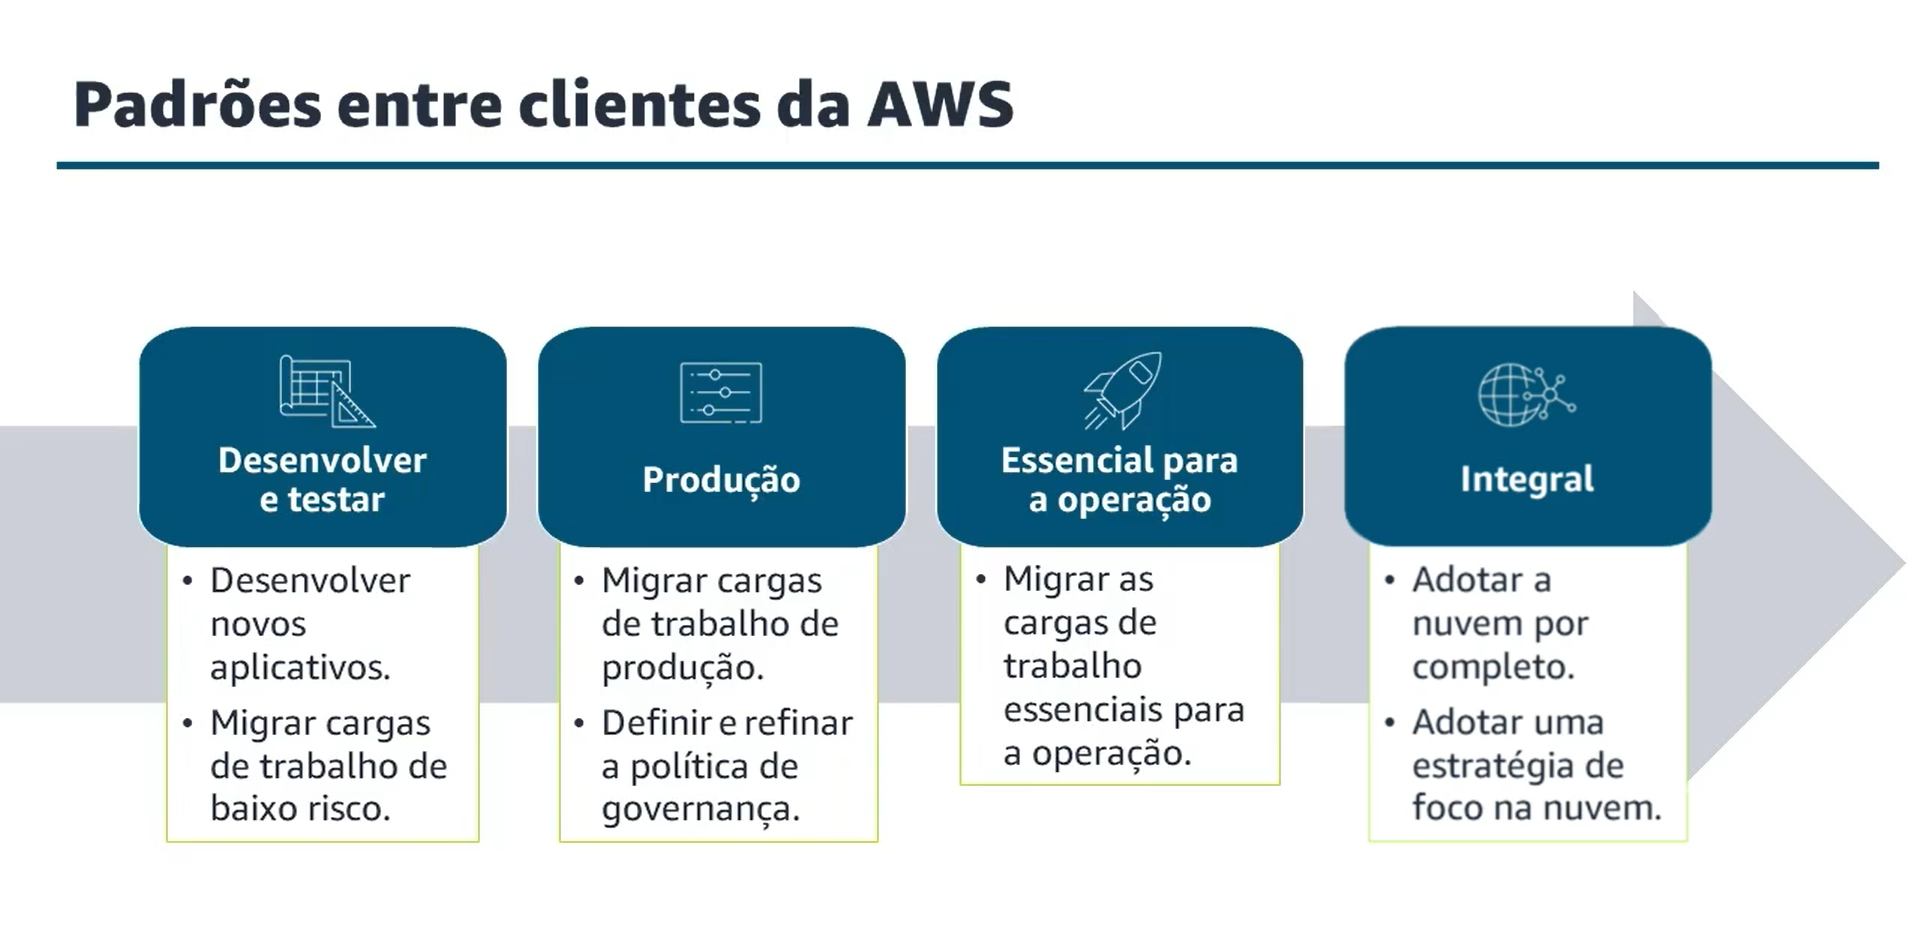 Padrões entre clientes da AWS
Desenvolver
e testar
• Desenvolver
novos
aplicativos.
• Migrar cargas
de trabalho de
baixo risco.
Produção
• Migrar cargas
de trabalho de
produção.
• Definir e refinar
a política de
governança.
Essencial para
a operação
• Migrar as
cargas de
trabalho
essenciais para
a operação.
Integral
• Adotar a
nuvem por
completo.
• Adotar uma
estratégia de
foco na nuvem.